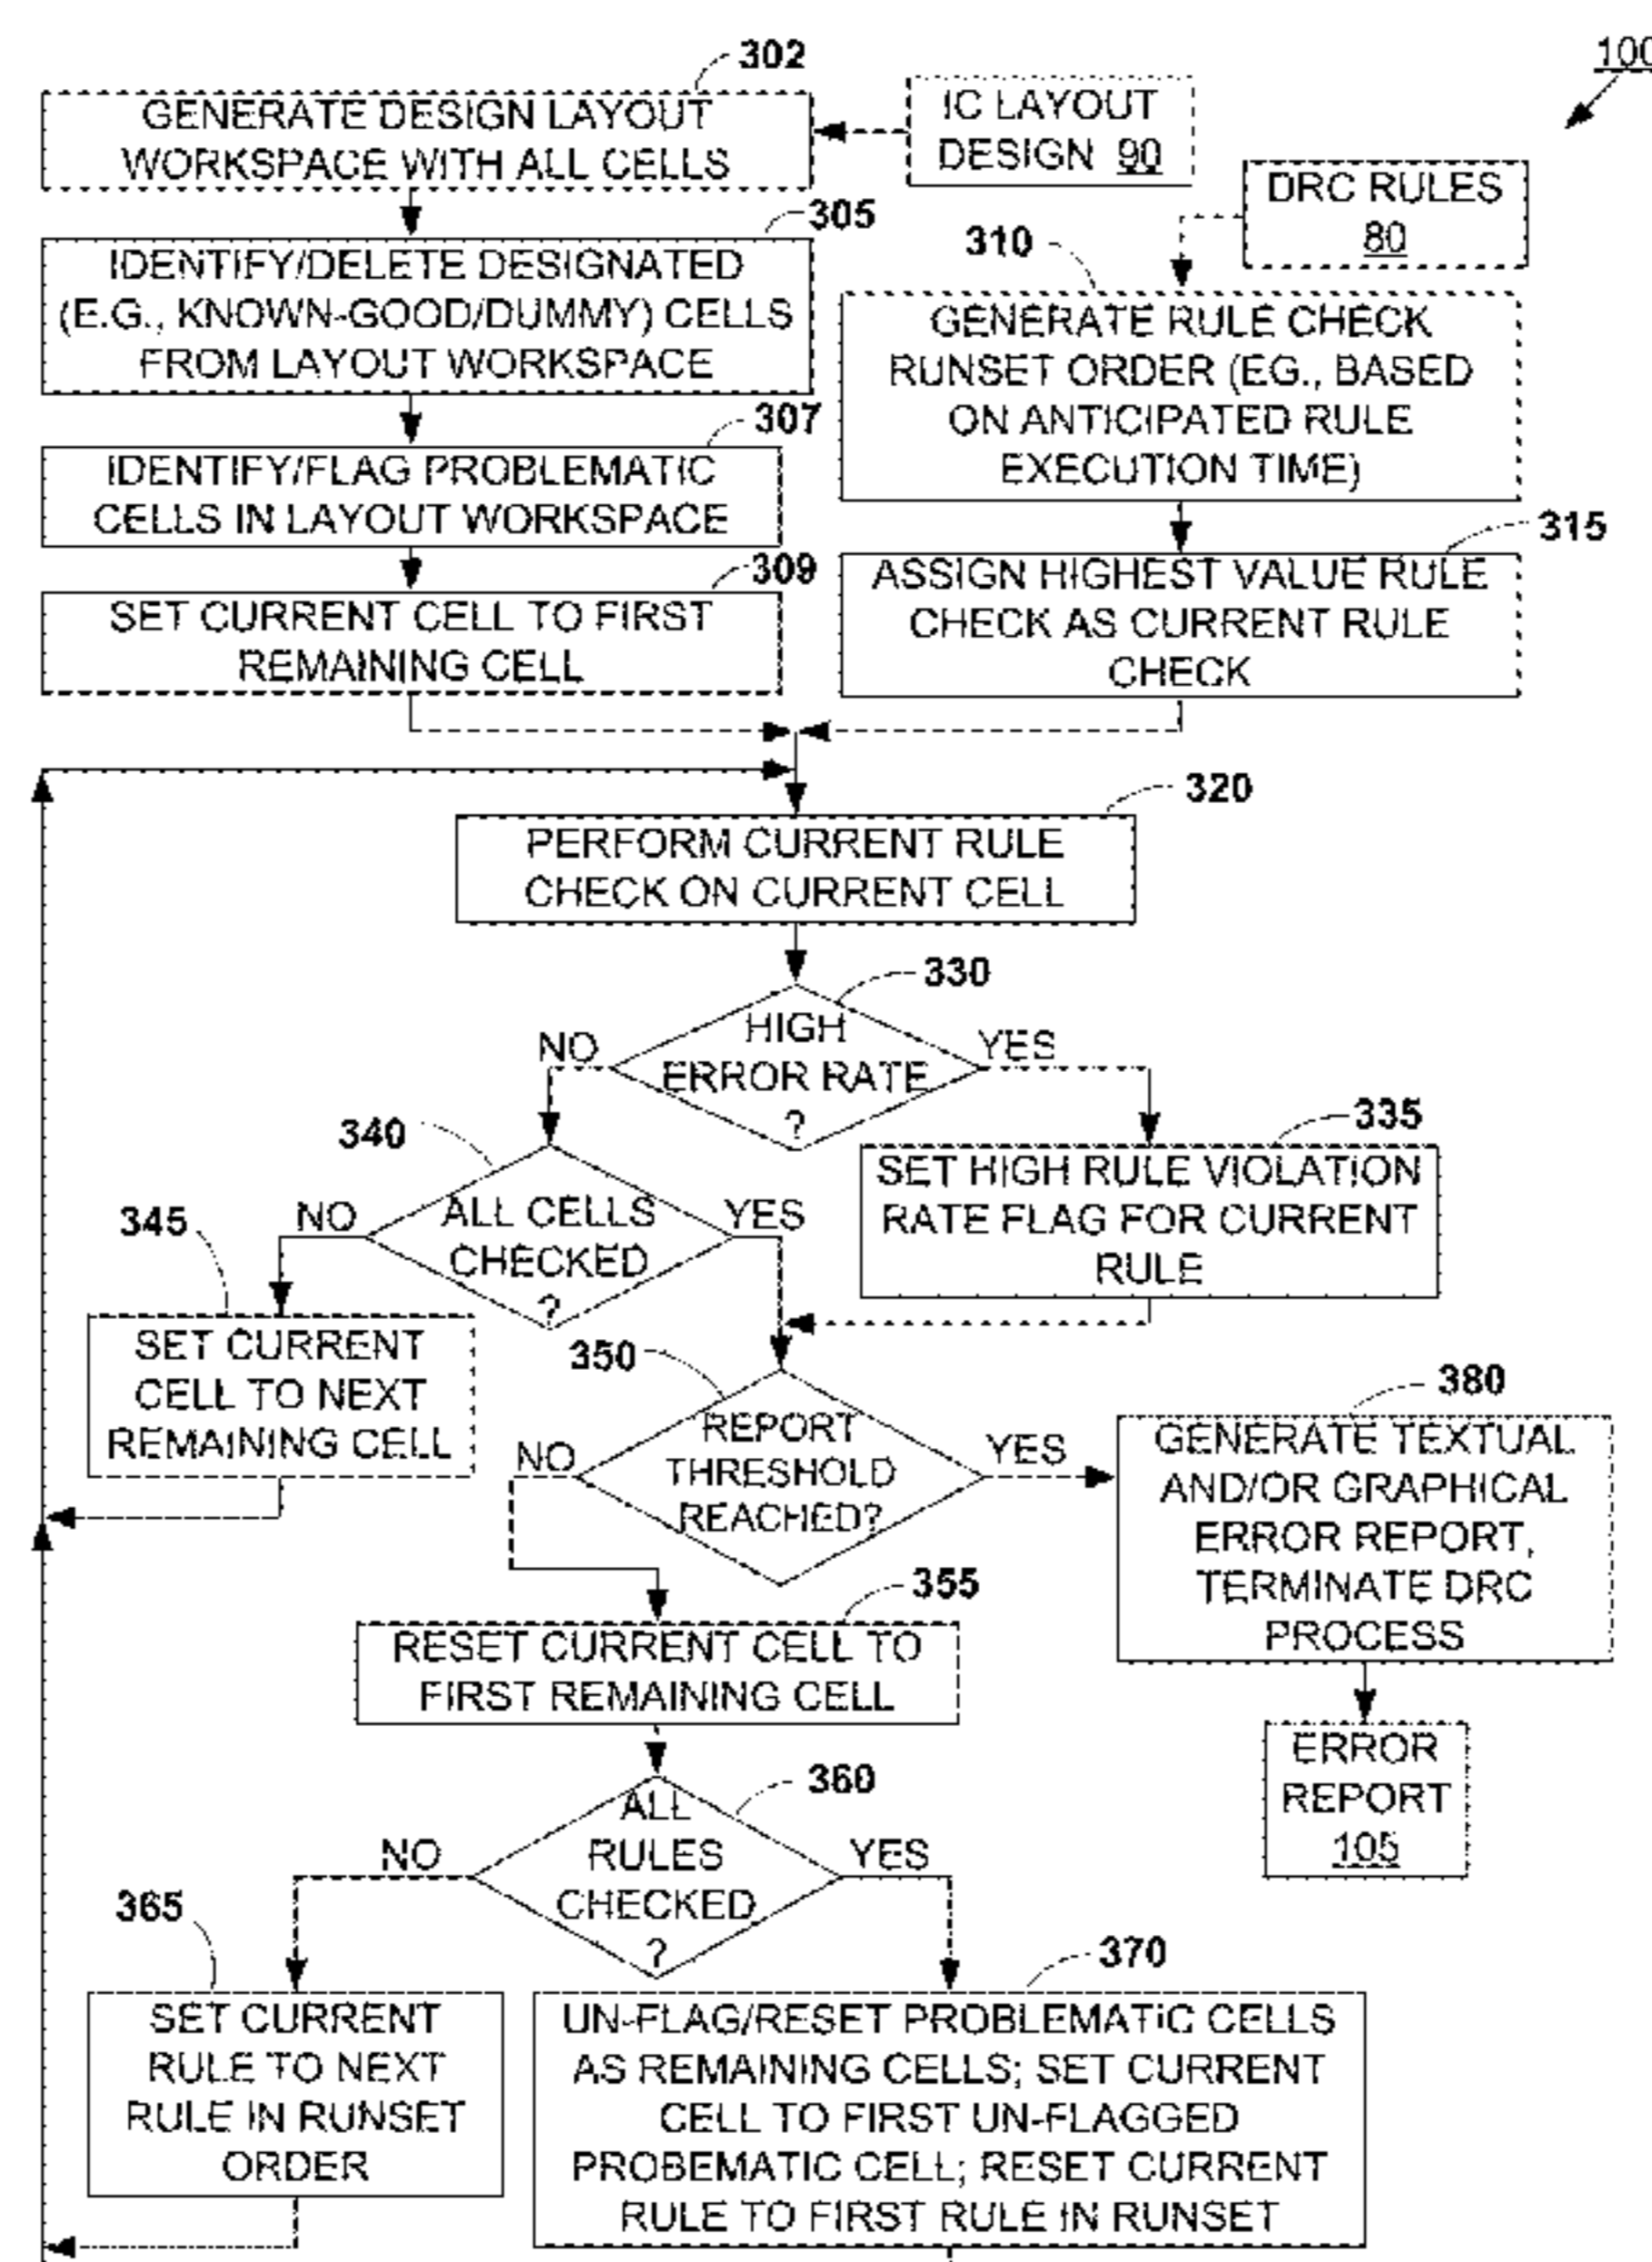 100
302
GENERATE DESIGN LAYOUT
WORKSPACE WITH ALL CELLS
IC LAYOUT
DESIGN 90
DRC RULES
80
305
IDENTIFY/DELETE DESIGNATED
(E.G., KNOWN-GOOD/DUMMY) CELLS
FROM LAYOUT WORKSPACE
310
GENERATE RULE CHECK
RUNSET ORDER (EG., BASED
ON ANTICIPATED RULE
EXECUTION TIME)
307
IDENTIFY/FLAG PROBLEMATIC
CELLS IN LAYOUT WORKSPACE
309
SET CURRENT CELL TO FIRST
REMAINING CELL
315
ASSIGN HIGHEST VALUE RULE
CHECK AS CURRENT RULE
CHECK
320
PERFORM CURRENT RULE
CHECK ON CURRENT CELL
330
HIGH
ERROR RATE
?
NO
YES
335
SET HIGH RULE VIOLATION
RATE FLAG FOR CURRENT
RULE
340
ALL CELLS
CHECKED
?
NO
YES
345
SET CURRENT
CELL TO NEXT
REMAINING CELL
350
REPORT
THRESHOLD
REACHED?
NO
YES
380
GENERATE TEXTUAL
AND/OR GRAPHICAL
ERROR REPORT,
TERMINATE DRC
PROCESS
ERROR
REPORT
105
355
RESET CURRENT CELL TO
FIRST REMAINING CELL
360
ALL
RULES
CHECKED
?
NO
YES
365
SET CURRENT
RULE TO NEXT
RULE IN RUNSET
ORDER
370
UN-FLAG/RESET PROBLEMATIC CELLS
AS REMAINING CELLS; SET CURRENT
CELL TO FIRST UN-FLAGGED
PROBEMATIC CELL; RESET CURRENT
RULE TO FIRST RULE IN RUNSET